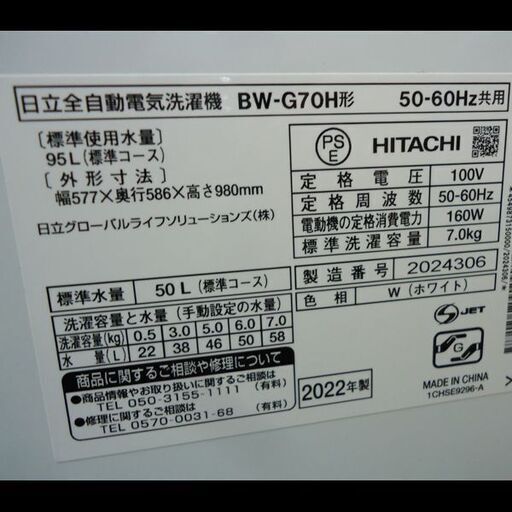 日立全自動電気洗濯機 BW-G70H形 50-60Hz共用
〔標準使用水量〕
95L(標準コース)
〔外形寸法〕
幅577×奥行586×高さ980mm
日立グローバルライフソリューションズ(株)
PS
E
HITACHI
定格電圧 100V
定格周波数 50-60Hz
電動機の定格消費電力 160W
標準洗濯容量 7.0kg
製造番号 2024306
色相 W(ホワイト)
標準水量 50L(標準コース)
洗濯容量と水量(手動設定の水量)
洗濯容量(kg) 0.5 3.0 5.0 6.0 7.0
水量(L) 22 38 46 50 58
商品に関するご相談や修理について
・商品情報やお取り扱いに関するご相談など
TEL 050-3155-1111 (有料)
・修理に関するご相談など
TEL 0570-0031-68 (有料)
2022年製
S JET
G
MADE IN CHINA
1CHSE9296-A